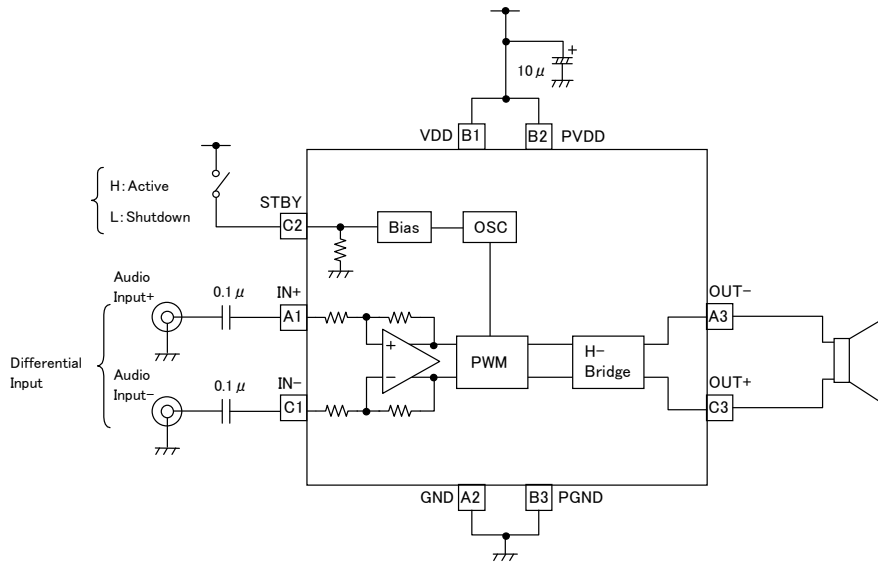 +
10μ
VDD B1 B2 PVDD
H:Active
L:Shutdown
STBY
C2
Bias
OSC
Audio
Input+
0.1μ
IN+
A1
OUT-
A3
+
PWM
H-
Bridge
Differential
Input
Audio
Input-
0.1μ
IN-
C1
-
OUT+
C3
GND A2 B3 PGND